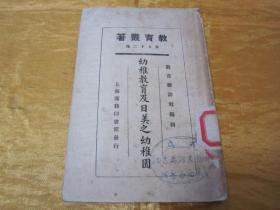 教育叢著
第七十二種
教育雜誌社編輯
幼稚教育及日美之幼稚園
上海商務印書館發行